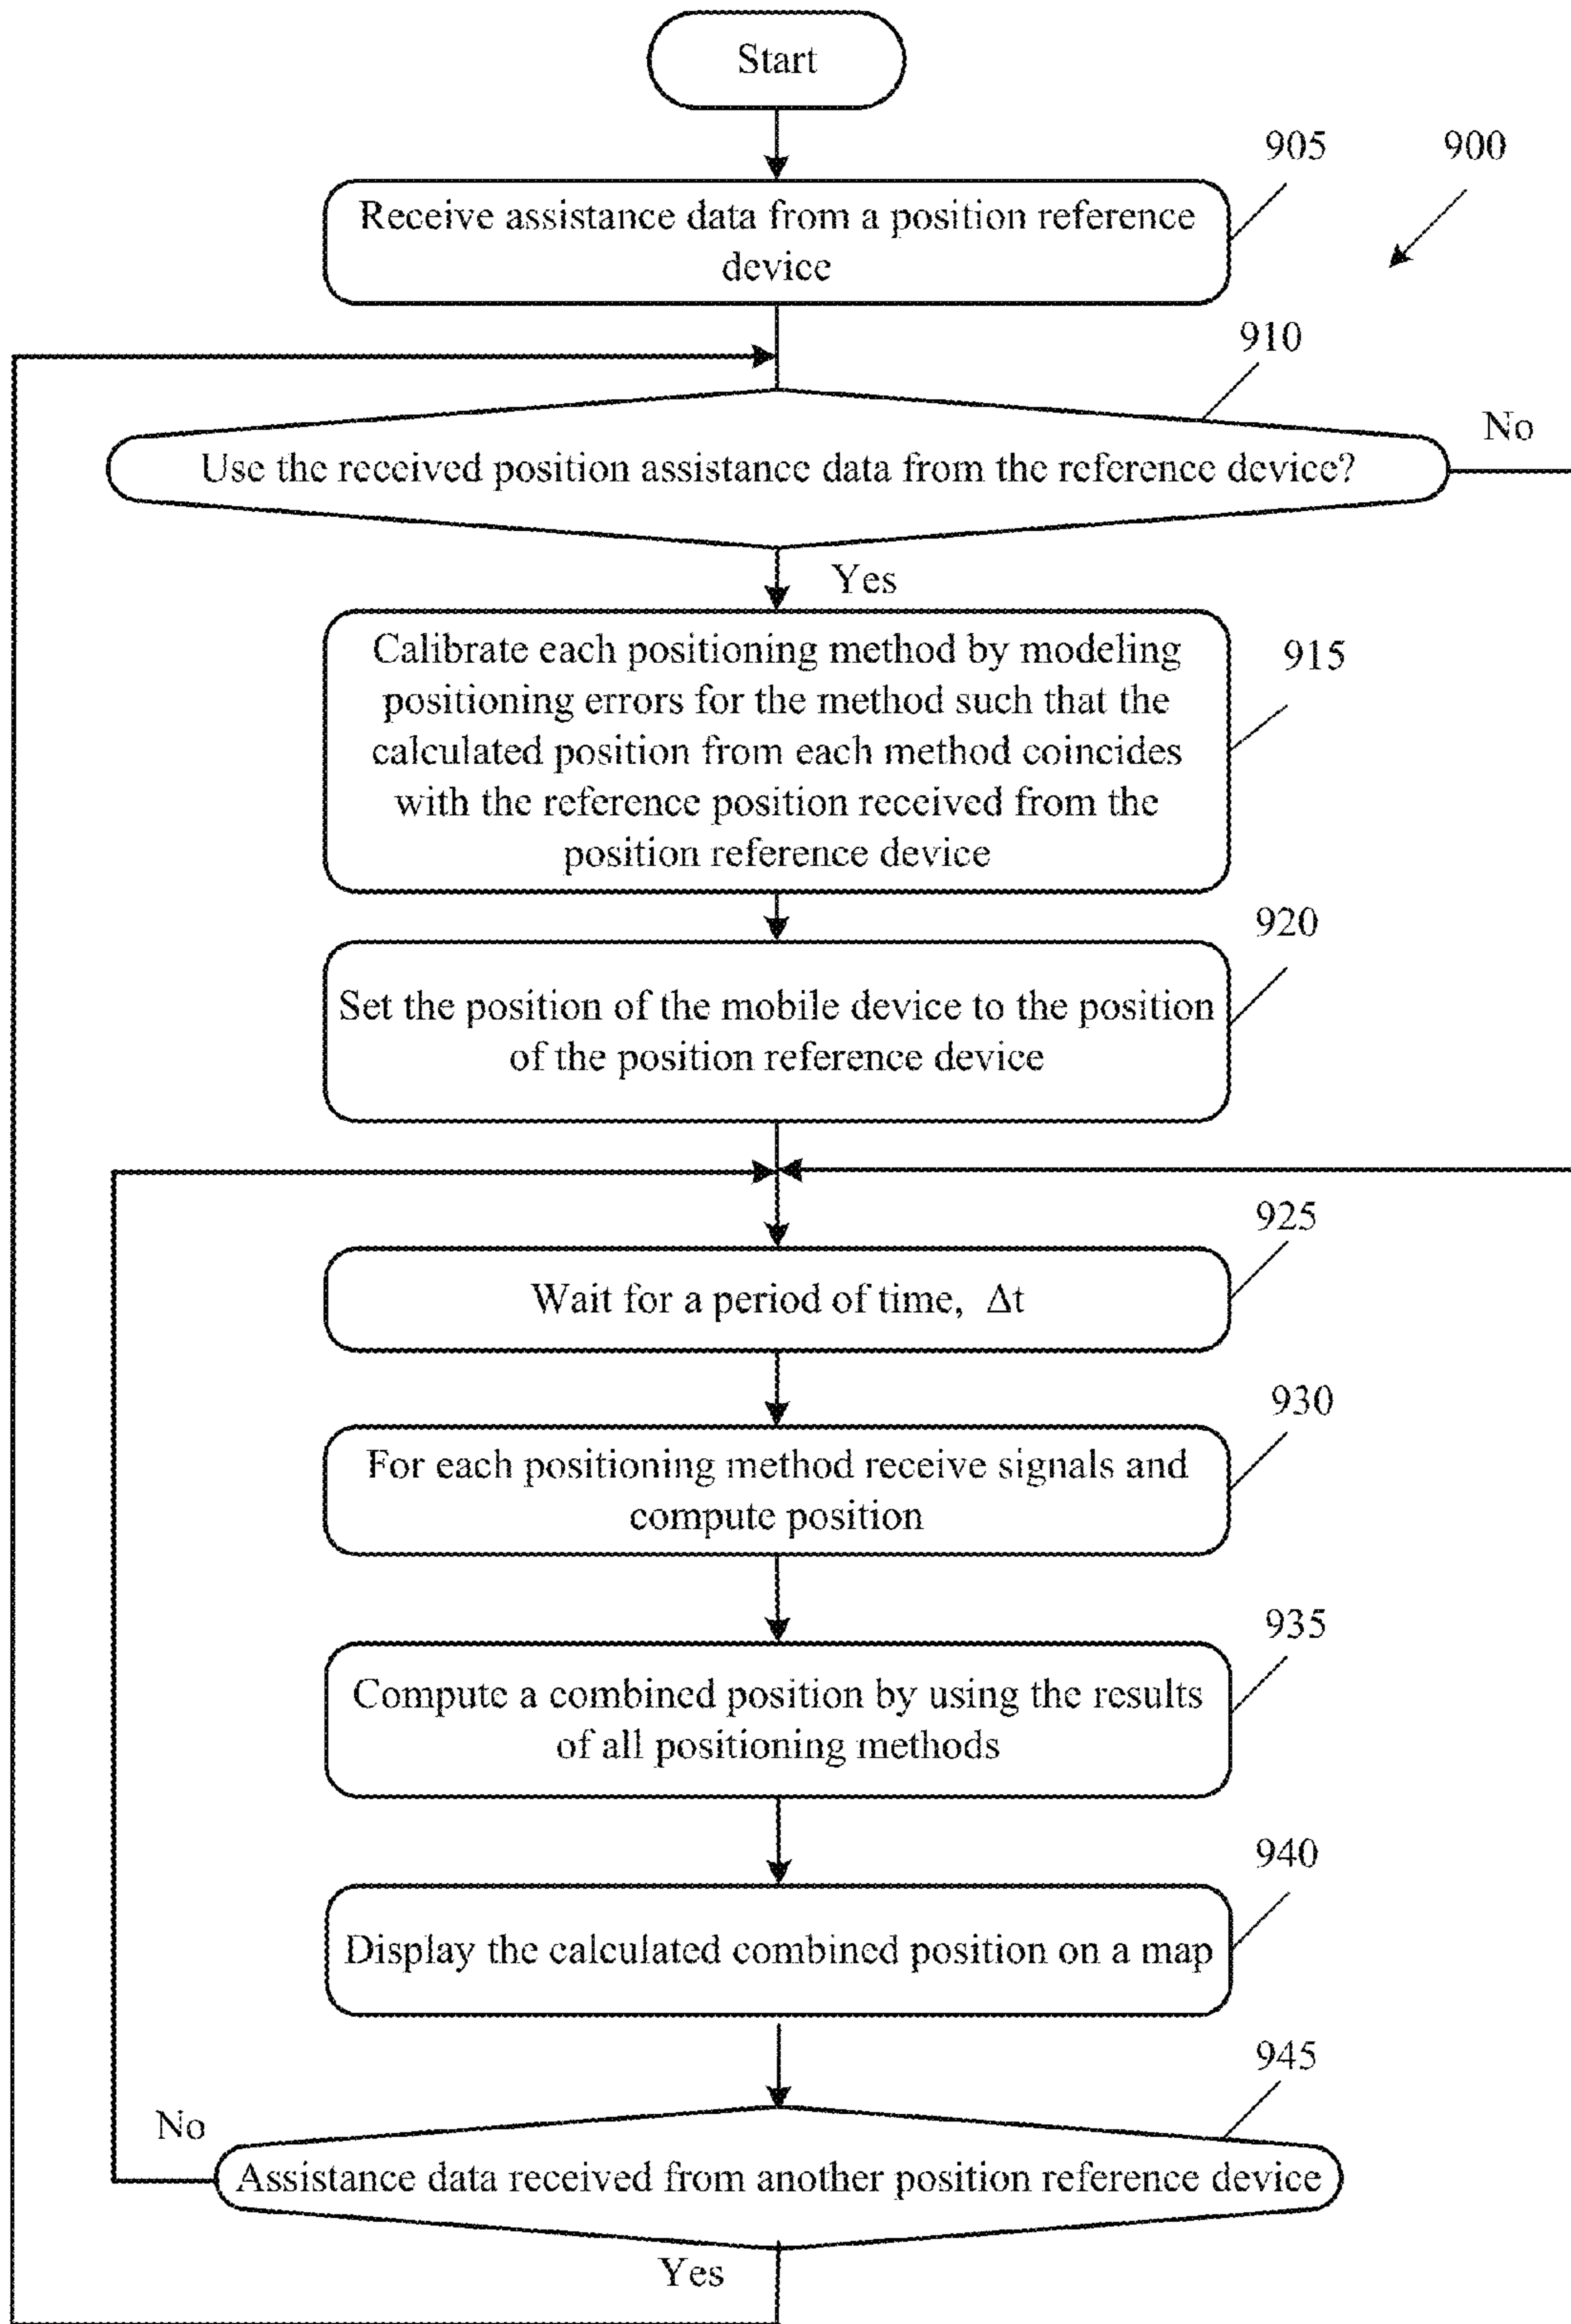 Start
905
900
Receive assistance data from a position reference
device
910
No
Use the received position assistance data from the reference device?
Yes
Calibrate each positioning method by modeling
positioning errors for the method such that the
calculated position from each method coincides
with the reference position received from the
position reference device
915
920
Set the position of the mobile device to the position
of the position reference device
925
Wait for a period of time, Δt
930
For each positioning method receive signals and
compute position
935
Compute a combined position by using the results
of all positioning methods
940
Display the calculated combined position on a map
945
No
Assistance data received from another position reference device
Yes